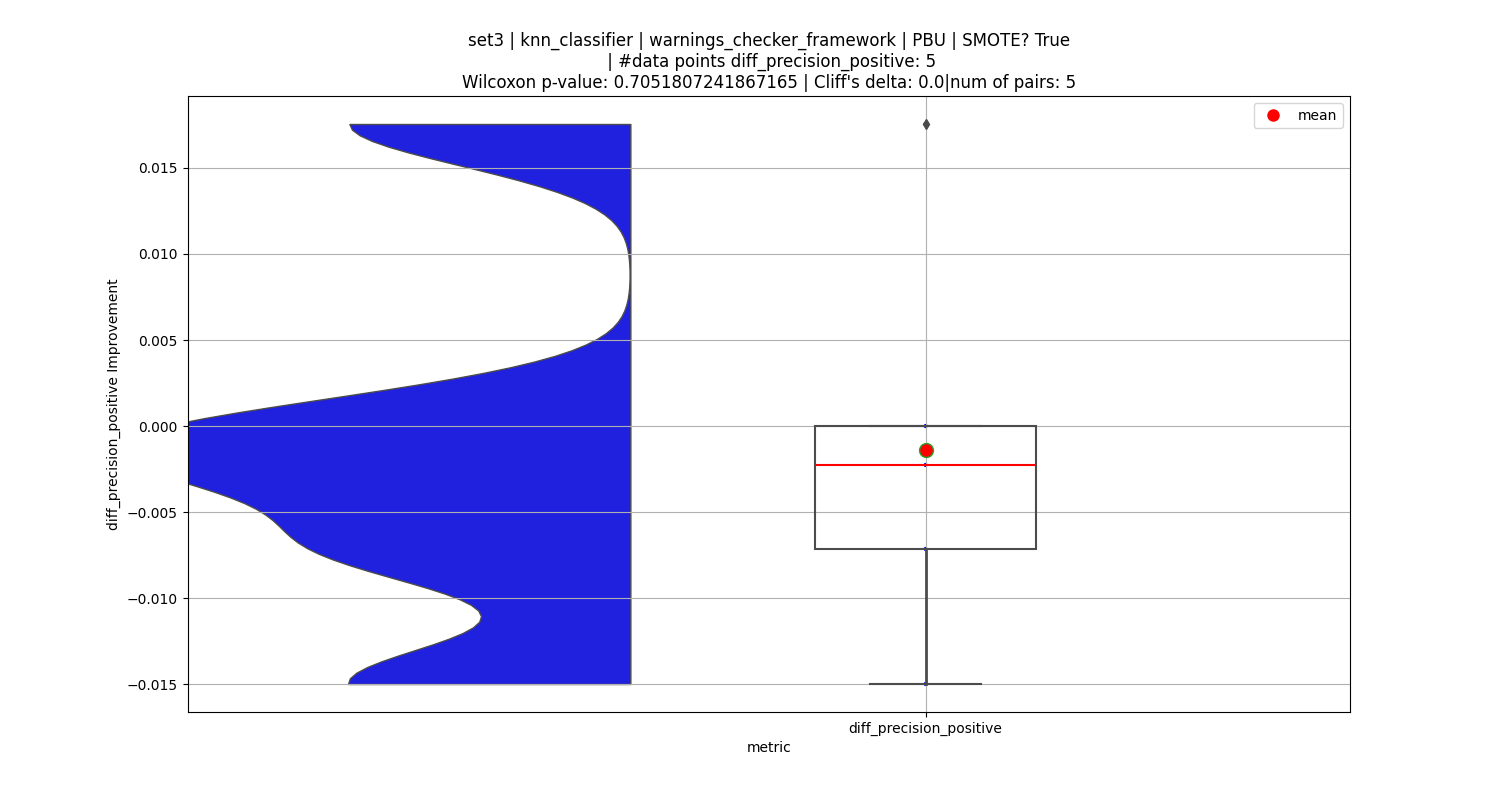 set3 | knn_classifier | warnings_checker_framework | PBU | SMOTE? True
| #data points diff_precision_positive: 5
Wilcoxon p-value: 0.7051807241867165 | Cliff's delta: 0.0|num of pairs: 5
mean
0.015
0.010
0.005
0.000
−0.005
−0.010
−0.015
diff_precision_positive Improvement
diff_precision_positive
metric